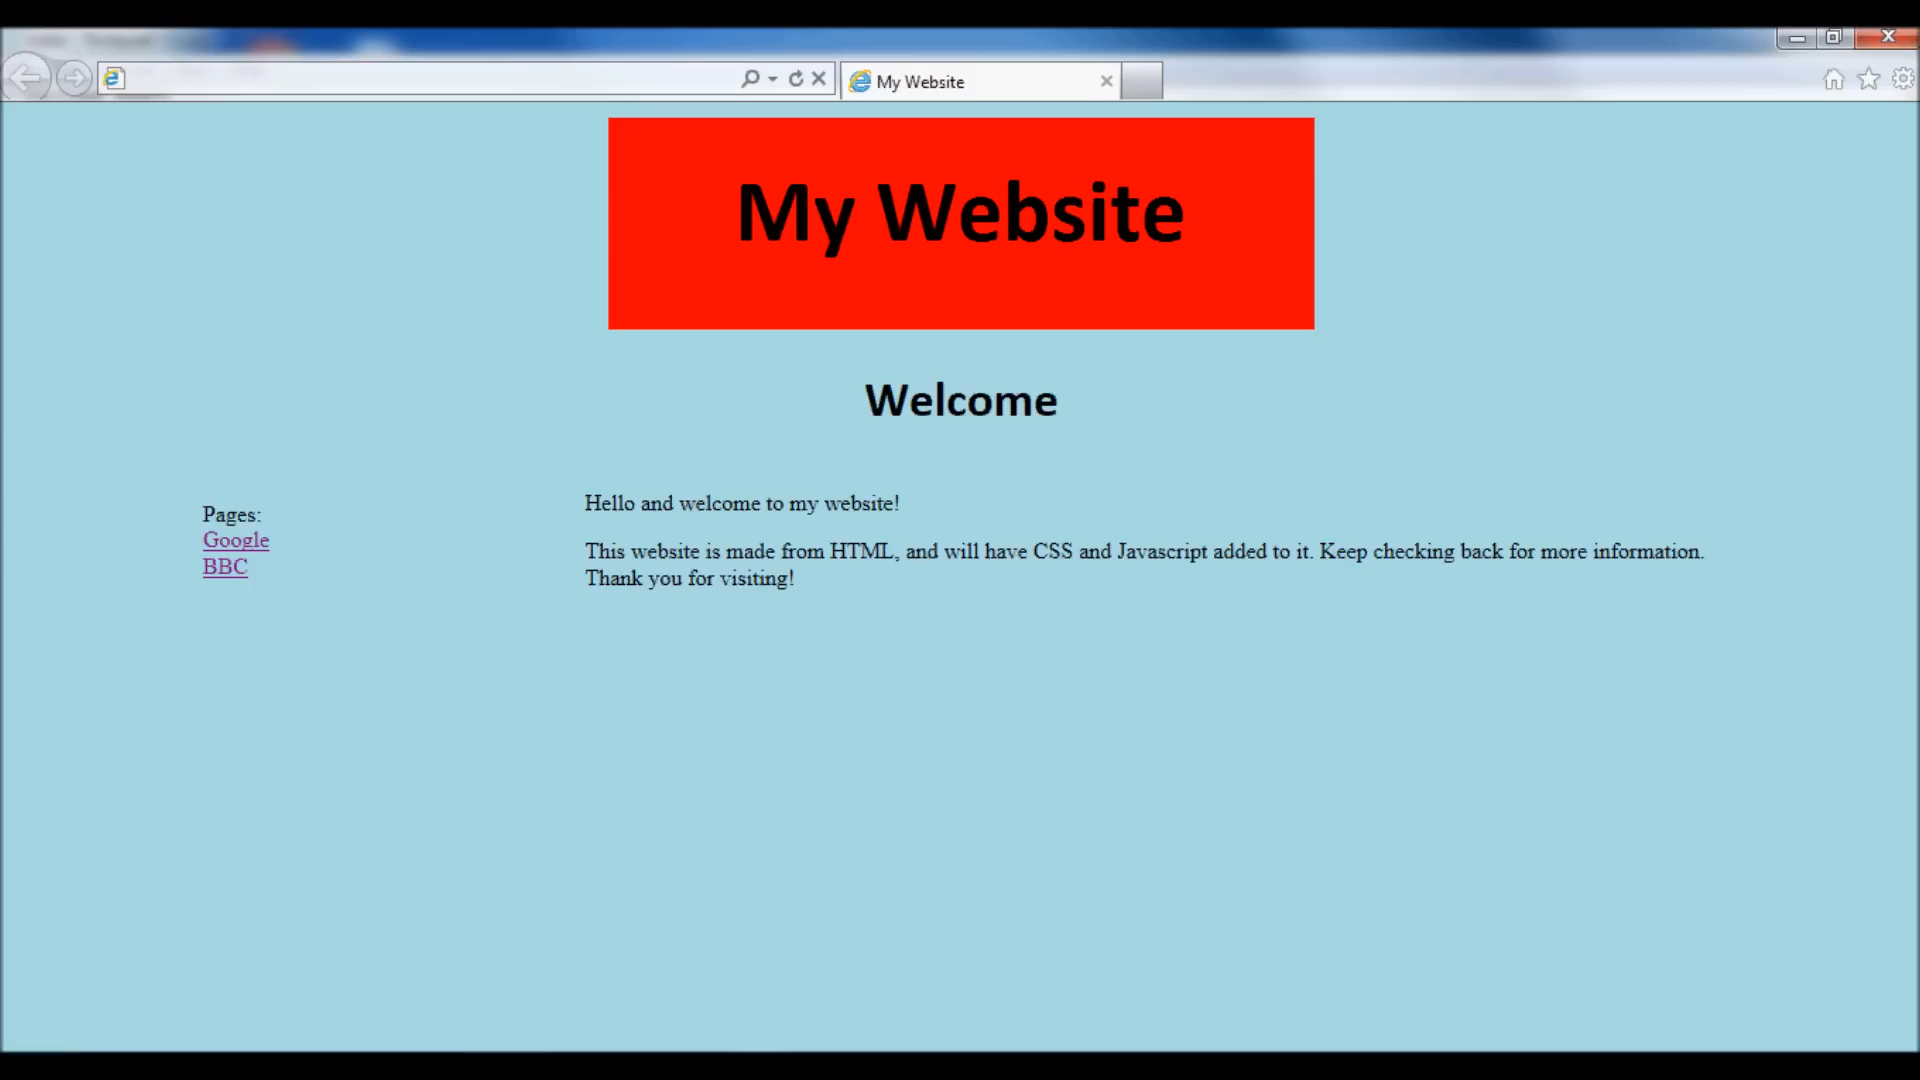 My Website
My Website
Welcome
Pages:
Google
BBC
Hello and welcome to my website!
This website is made from HTML, and will have CSS and Javascript added to it. Keep checking back for more information.
Thank you for visiting!